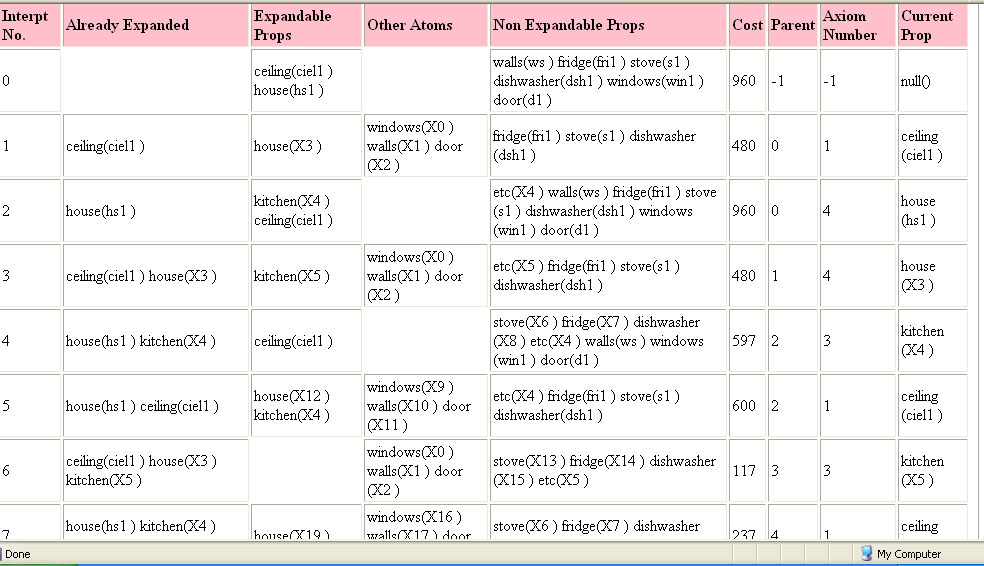 Interpt No. Already Expanded Expandable Props Other Atoms Non Expandable Props Cost Parent Axiom Number Current Prop
0 ceiling(ciel1 ) house(hs1 ) walls(ws ) fridge(fri1 ) stove(s1 ) dishwasher(dsh1 ) windows(win1 ) door(d1 ) 960 -1 -1 null()
1 ceiling(ciel1 ) house(X3 ) windows(X0 ) walls(X1 ) door (X2 ) fridge(fri1 ) stove(s1 ) dishwasher (dsh1 ) 480 0 1 ceiling (ciel1 )
2 house(hs1 ) kitchen(X4 ) ceiling(ciel1 ) etc(X4 ) walls(ws ) fridge(fri1 ) stove (s1 ) dishwasher(dsh1 ) windows (win1 ) door(d1 ) 960 0 4 house (hs1 )
3 ceiling(ciel1 ) house(X3 ) kitchen(X5 ) windows(X0 ) walls(X1 ) door (X2 ) etc(X5 ) fridge(fri1 ) stove(s1 ) dishwasher(dsh1 ) 480 1 4 house (X3 )
4 house(hs1 ) kitchen(X4 ) ceiling(ciel1 ) stove(X6 ) fridge(X7 ) dishwasher (X8 ) etc(X4 ) walls(ws ) windows (win1 ) door(d1 ) 597 2 3 kitchen (X4 )
5 house(hs1 ) ceiling(ciel1 ) house(X12 ) kitchen(X4 ) windows(X9 ) walls(X10 ) door (X11 ) etc(X4 ) fridge(fri1 ) stove(s1 ) dishwasher(dsh1 ) 600 2 1 ceiling (ciel1 )
6 ceiling(ciel1 ) house(X3 ) kitchen(X5 ) windows(X0 ) walls(X1 ) door (X2 ) stove(X13 ) fridge(X14 ) dishwasher (X15 ) etc(X5 ) 117 3 3 kitchen (X5 )
7 house(hs1 ) kitchen(X4 ) house(X19 ) windows(X16 ) walls(X17 ) door stove(X6 ) fridge(X7 ) dishwasher 237 4 1 ceiling
Done My Computer